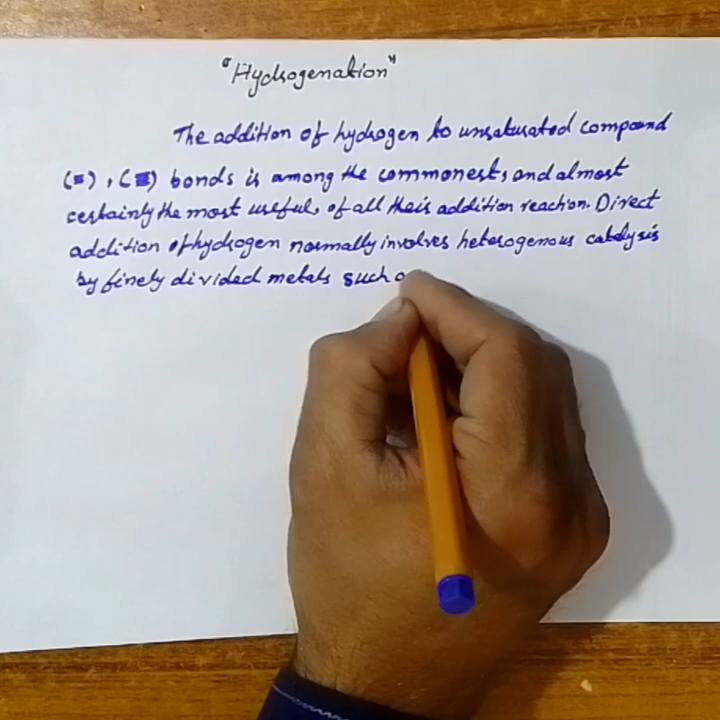 "Hydrogenation"
The addition of hydrogen to unsaturated compound
(=), (≡) bonds is among the commonest, and almost
certainly the most useful, of all their addition reaction. Direct
addition of hydrogen normally involves heterogenous catalysis
by finely divided metals such a